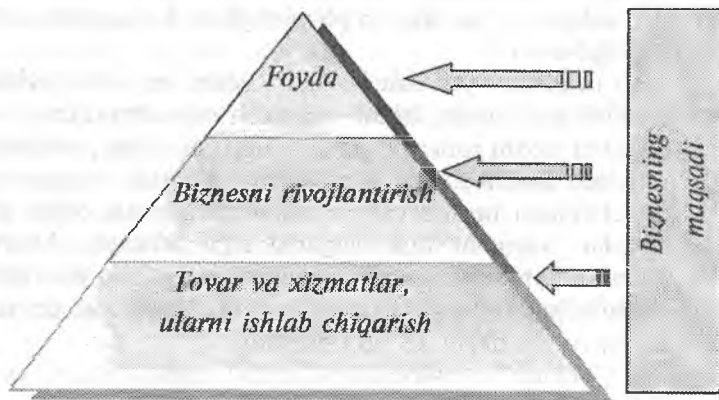 Foyda
Biznesni rivojlantirish
Tovar va xizmatlar,
ularni ishlab chiqarish
Biznesning
maqsadi